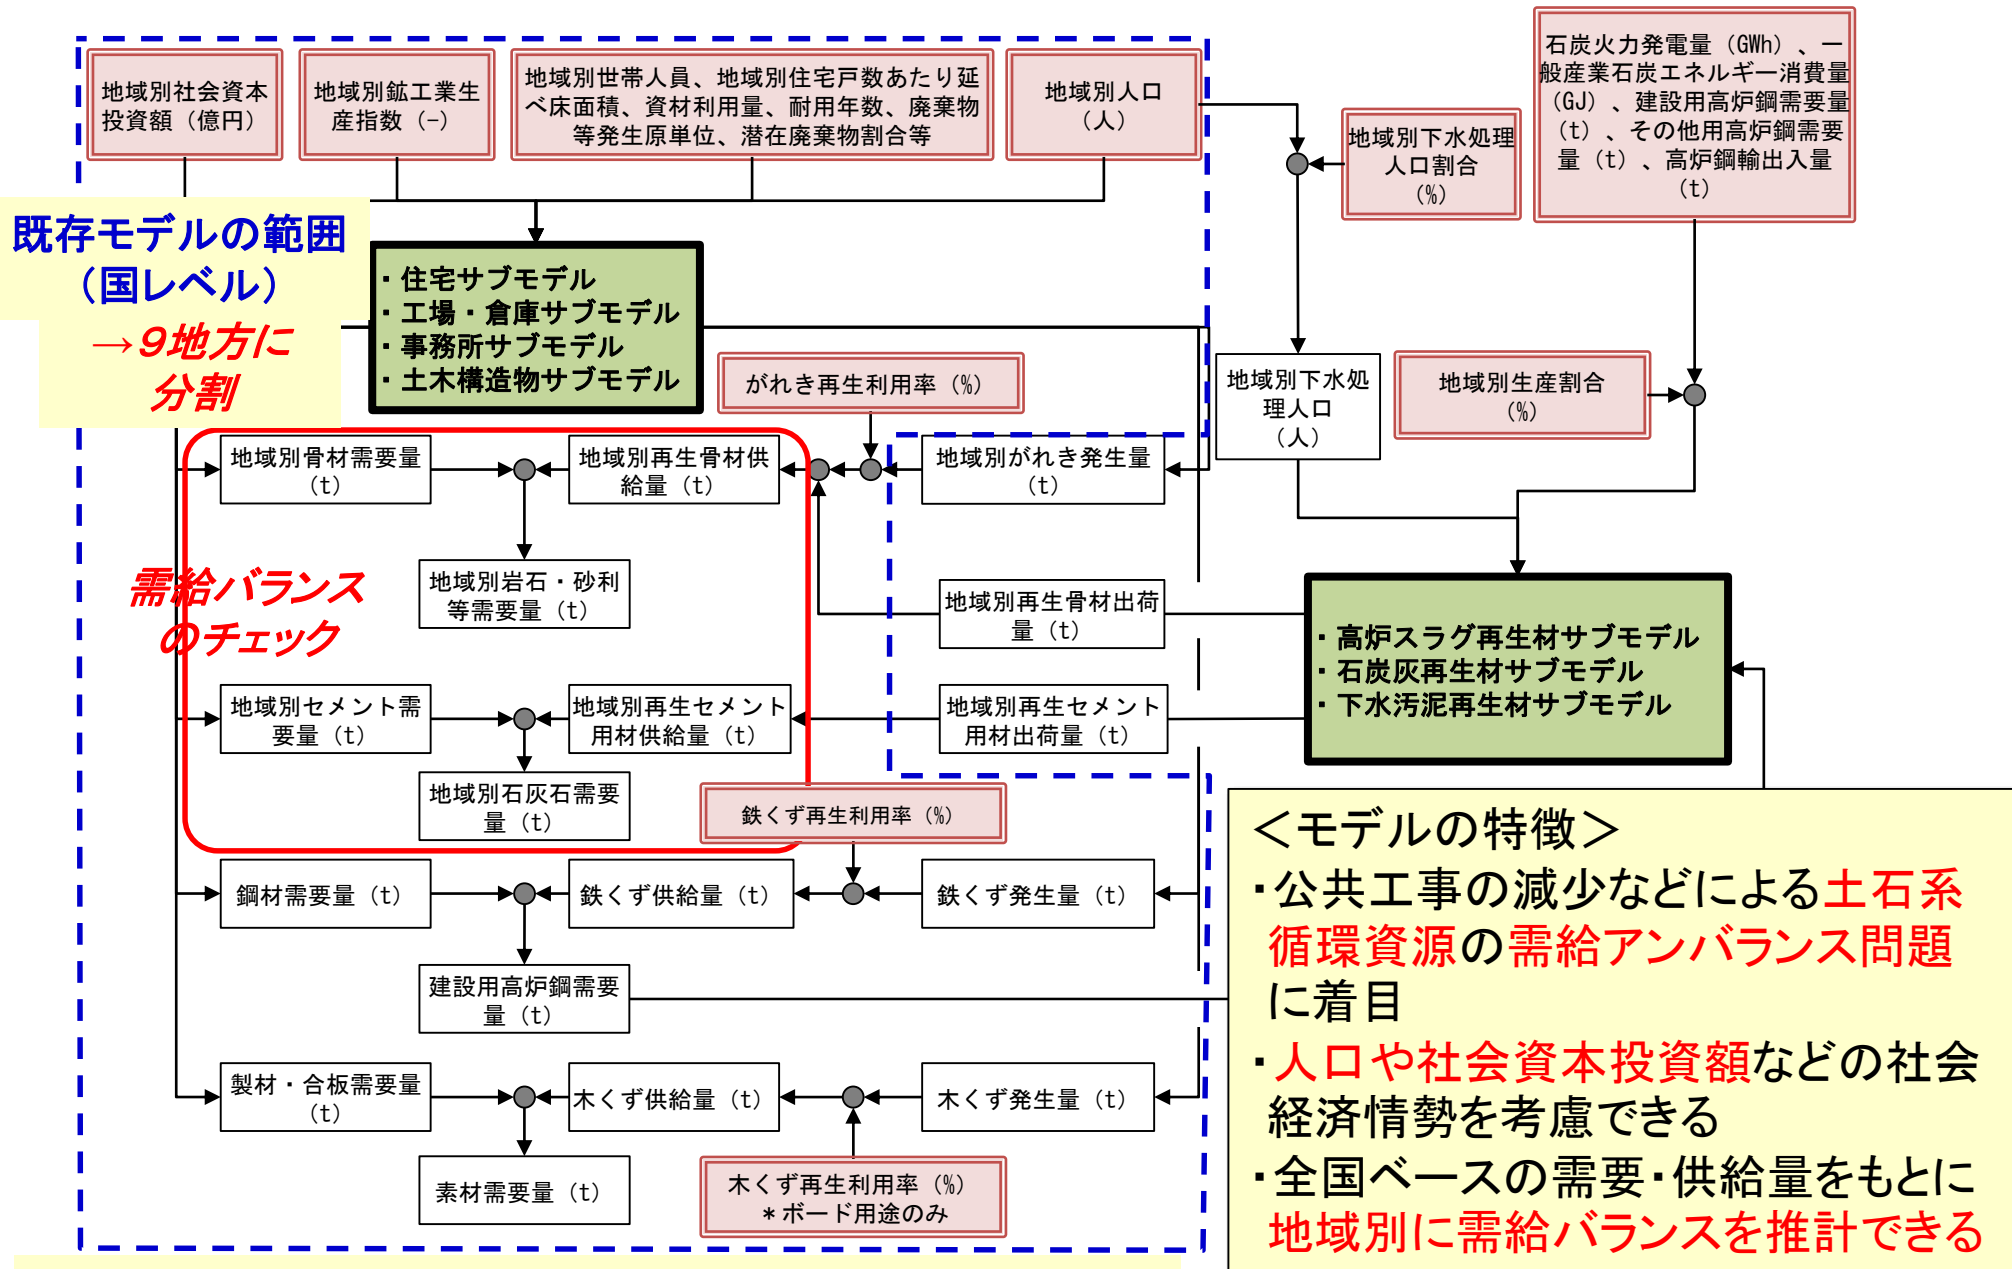 地域別社会資本
投資額（億円）
地域別鉱工業生
産指数（-）
地域別世帯人員、地域別住宅戸数あたり延
べ床面積、資材利用量、耐用年数、廃棄物
等発生原単位、潜在廃棄物割合等
地域別人口
（人）
地域別下水処理
人口割合
（%）
石炭火力発電量（GWh）、一
般産業石炭エネルギー消費量
（GJ）、建設用高炉鋼需要量
（t）、その他用高炉鋼需要
量（t）、高炉鋼輸出入量
（t）
既存モデルの範囲
（国レベル）
→９地方に
分割
・住宅サブモデル
・工場・倉庫サブモデル
・事務所サブモデル
・土木構造物サブモデル
がれき再生利用率（%）
地域別下水処
理人口
（人）
地域別生産割合
（%）
地域別骨材需要量
（t）
地域別再生骨材供
給量（t）
地域別がれき発生量
（t）
地域別岩石・砂利
等需要量（t）
需給バランス
のチェック
地域別再生骨材出荷
量（t）
・高炉スラグ再生材サブモデル
・石炭灰再生材サブモデル
・下水汚泥再生材サブモデル
地域別セメント需
要量（t）
地域別再生セメント
用材供給量（t）
地域別再生セメント
用材出荷量（t）
地域別石灰石需要
量（t）
鉄くず再生利用率（%）
鋼材需要量（t）
鉄くず供給量（t）
鉄くず発生量（t）
建設用高炉鋼需要
量（t）
製材・合板需要量
（t）
木くず供給量（t）
木くず発生量（t）
素材需要量（t）
木くず再生利用率（%）
＊ボード用途のみ
＜モデルの特徴＞
・公共工事の減少などによる土石系
循環資源の需給アンバランス問題
に着目
・人口や社会資本投資額などの社会
経済情勢を考慮できる
・全国ベースの需要・供給量をもとに
地域別に需給バランスを推計できる